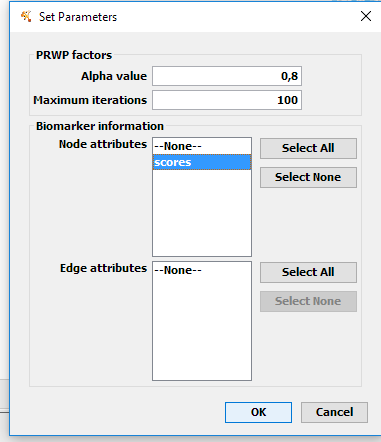 Set Parameters
PRWP factors
Alpha value 0,8
Maximum iterations 100
Biomarker information
Node attributes --None-- Select All
scores
Select None
Edge attributes --None-- Select All
Select None
OK Cancel